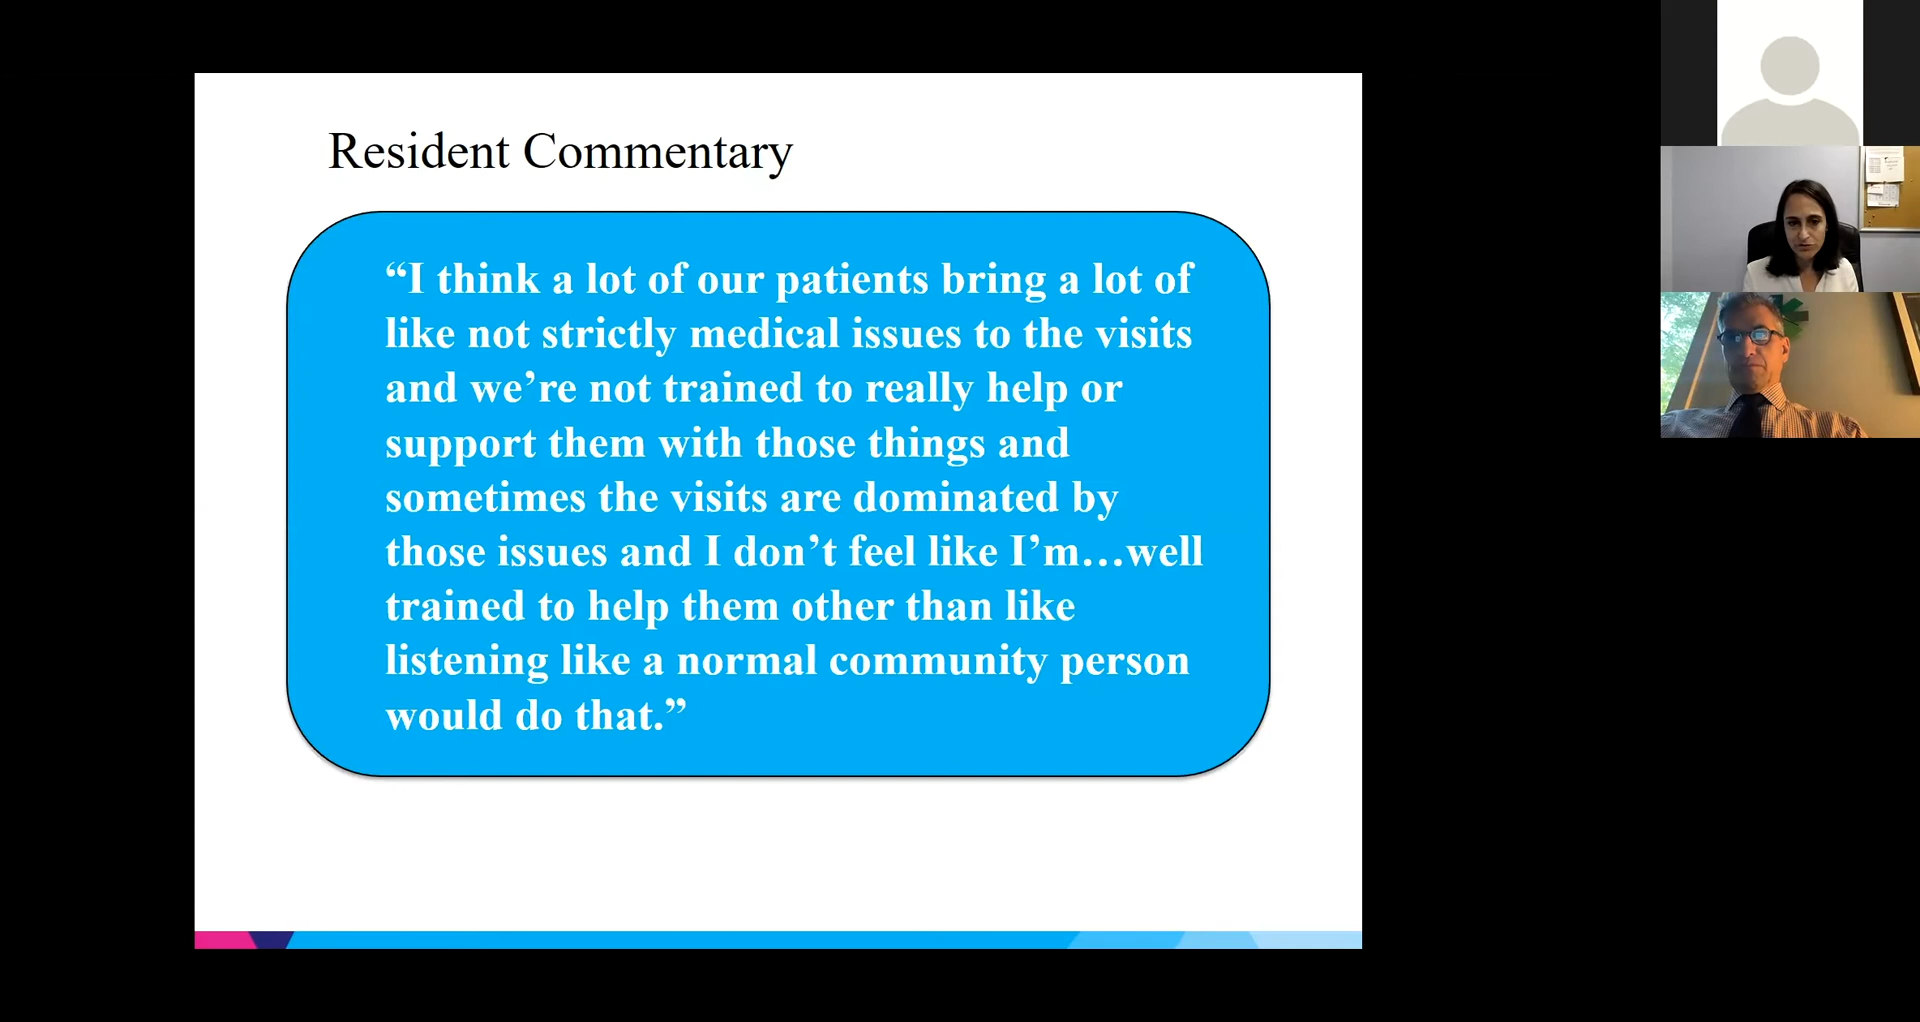 Resident Commentary
“I think a lot of our patients bring a lot of
like not strictly medical issues to the visits
and we’re not trained to really help or
support them with those things and
sometimes the visits are dominated by
those issues and I don’t feel like I’m…well
trained to help them other than like
listening like a normal community person
would do that.”